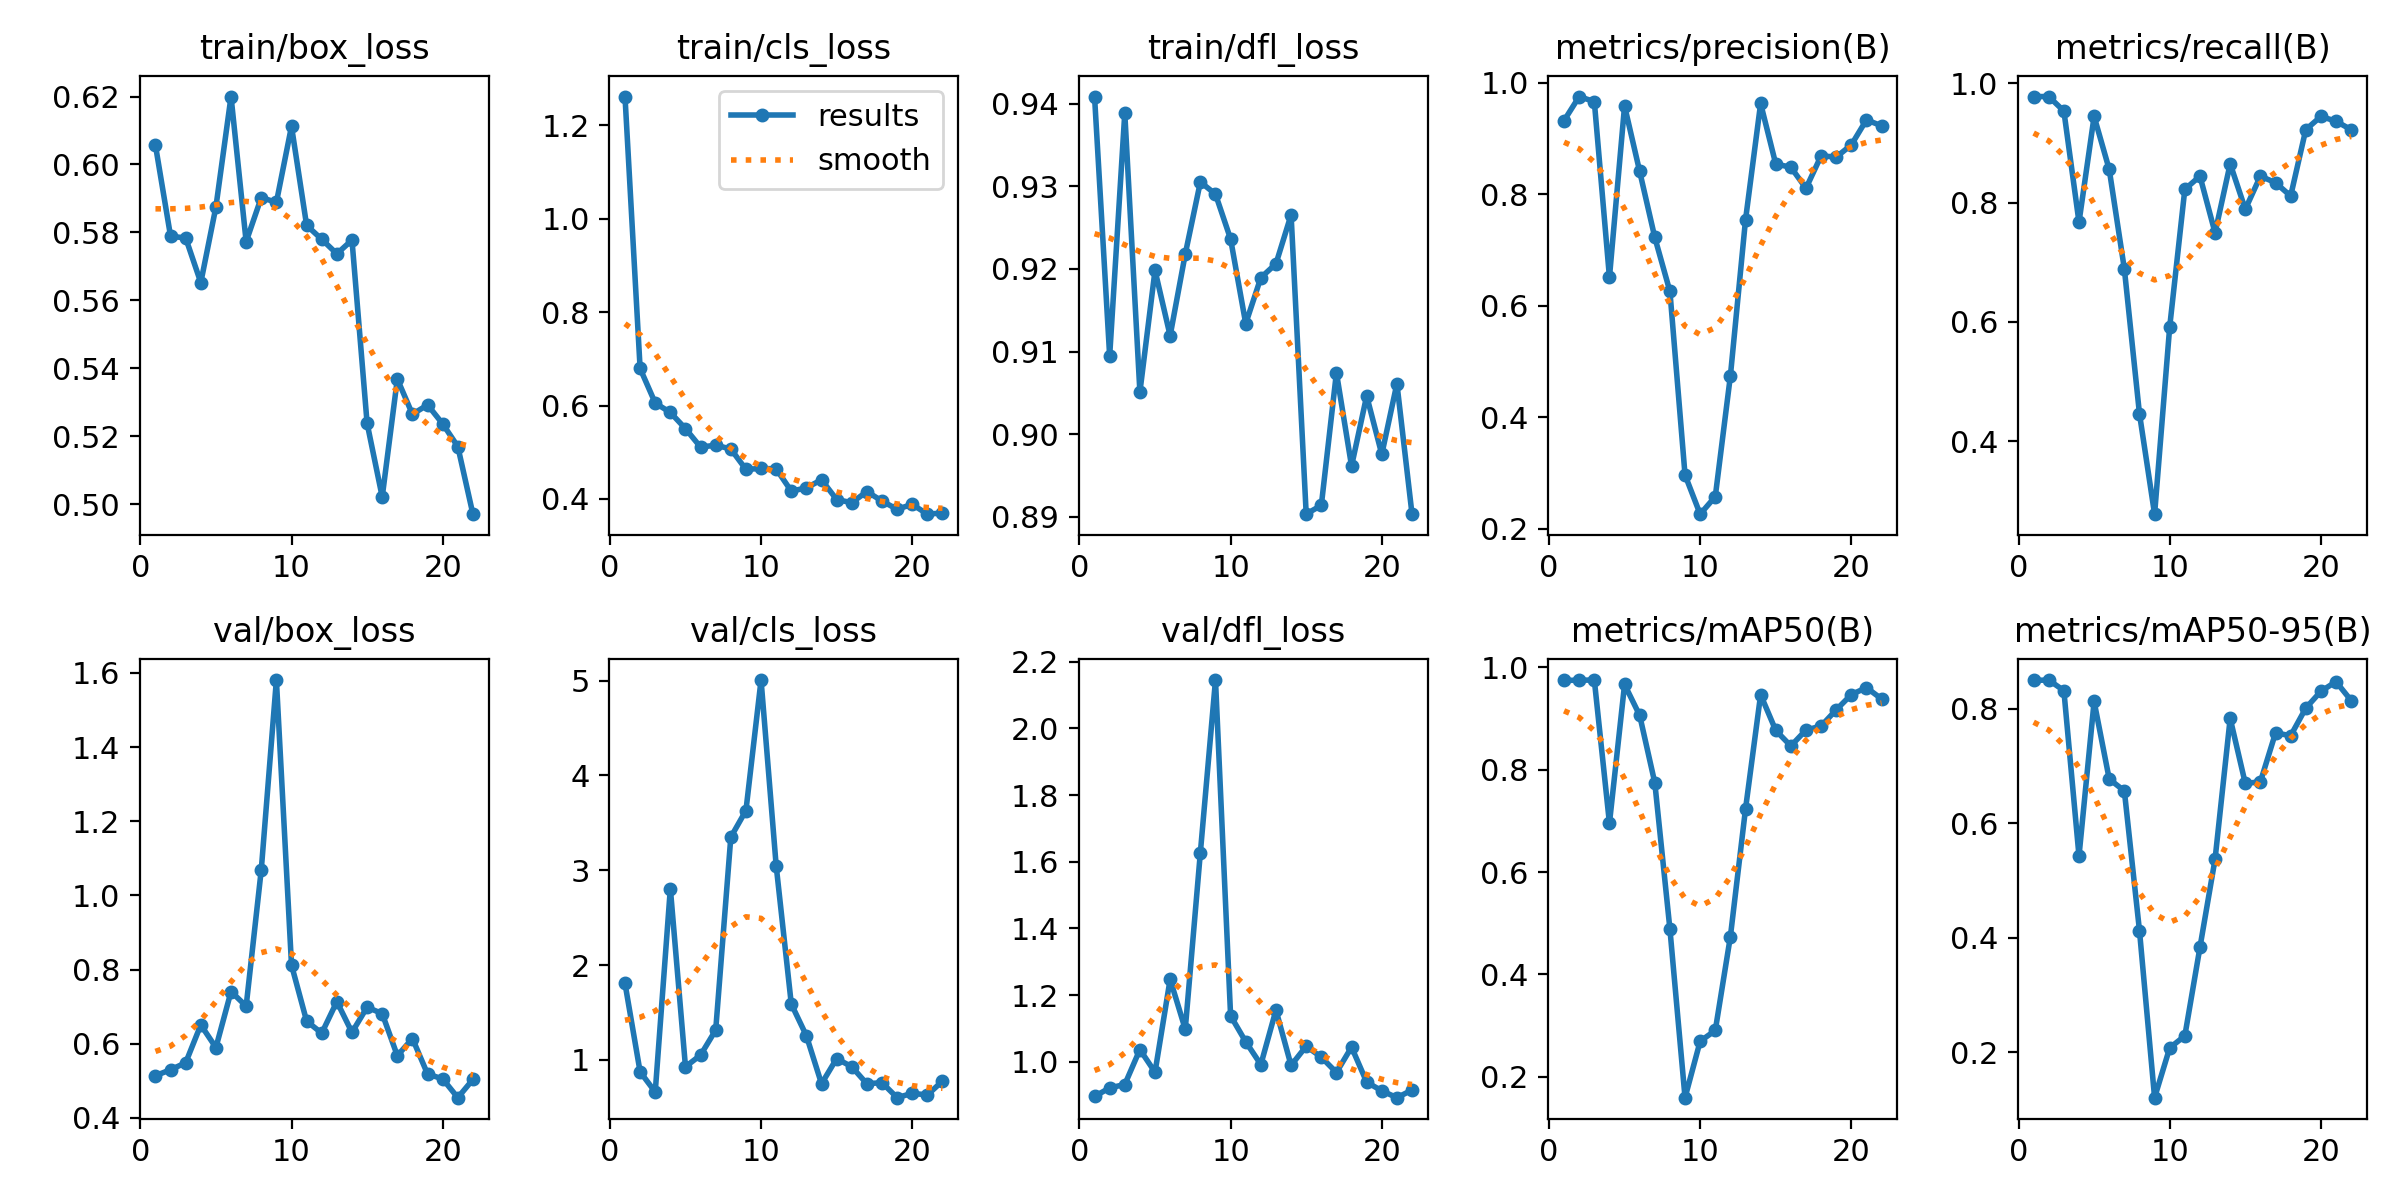 train/box_loss
0.62
0.60
0.58
0.56
0.54
0.52
0.50
0 10 20
train/cls_loss
results
smooth
1.2
1.0
0.8
0.6
0.4
0 10 20
train/dfl_loss
0.94
0.93
0.92
0.91
0.90
0.89
0 10 20
metrics/precision(B)
1.0
0.8
0.6
0.4
0.2
0 10 20
metrics/recall(B)
1.0
0.8
0.6
0.4
0 10 20
val/box_loss
1.6
1.4
1.2
1.0
0.8
0.6
0.4
0 10 20
val/cls_loss
5
4
3
2
1
0 10 20
val/dfl_loss
2.2
2.0
1.8
1.6
1.4
1.2
1.0
0 10 20
metrics/mAP50(B)
1.0
0.8
0.6
0.4
0.2
0 10 20
metrics/mAP50-95(B)
0.8
0.6
0.4
0.2
0 10 20